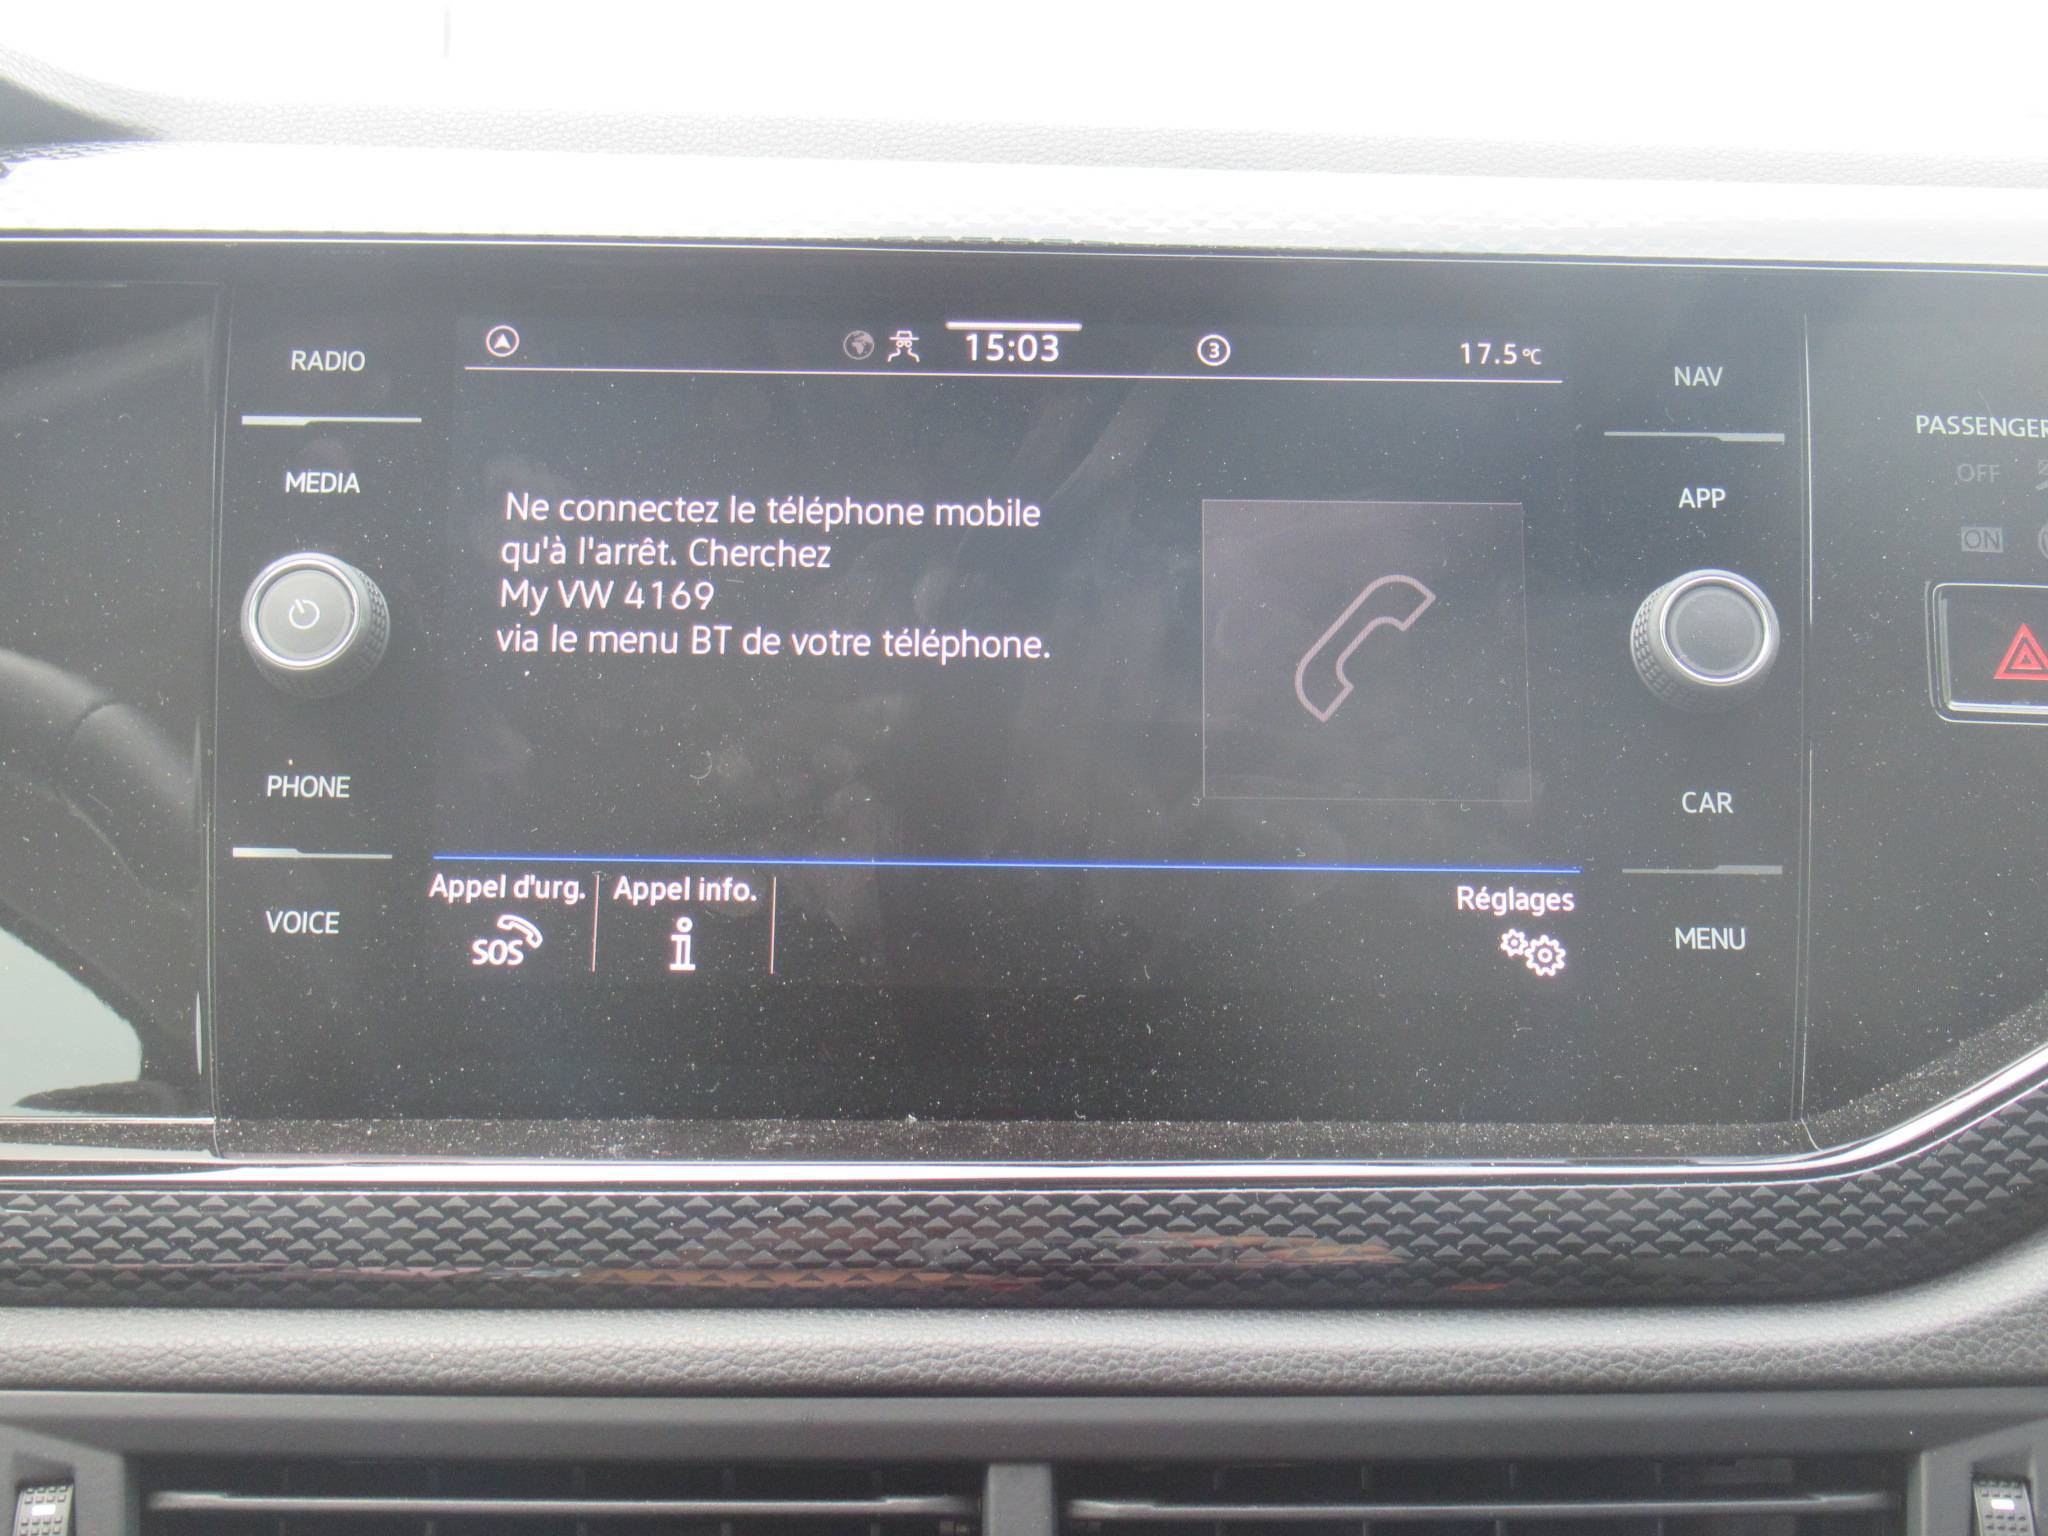 15:03
3
17.5°C
RADIO
MEDIA
PHONE
VOICE
Ne connectez le téléphone mobile
qu'à l'arrêt. Cherchez
My VW 4169
via le menu BT de votre téléphone.
Appel d'urg.
SOS
Appel info.
i
Réglages
NAV
APP
CAR
MENU
PASSENGER
OFF
ON